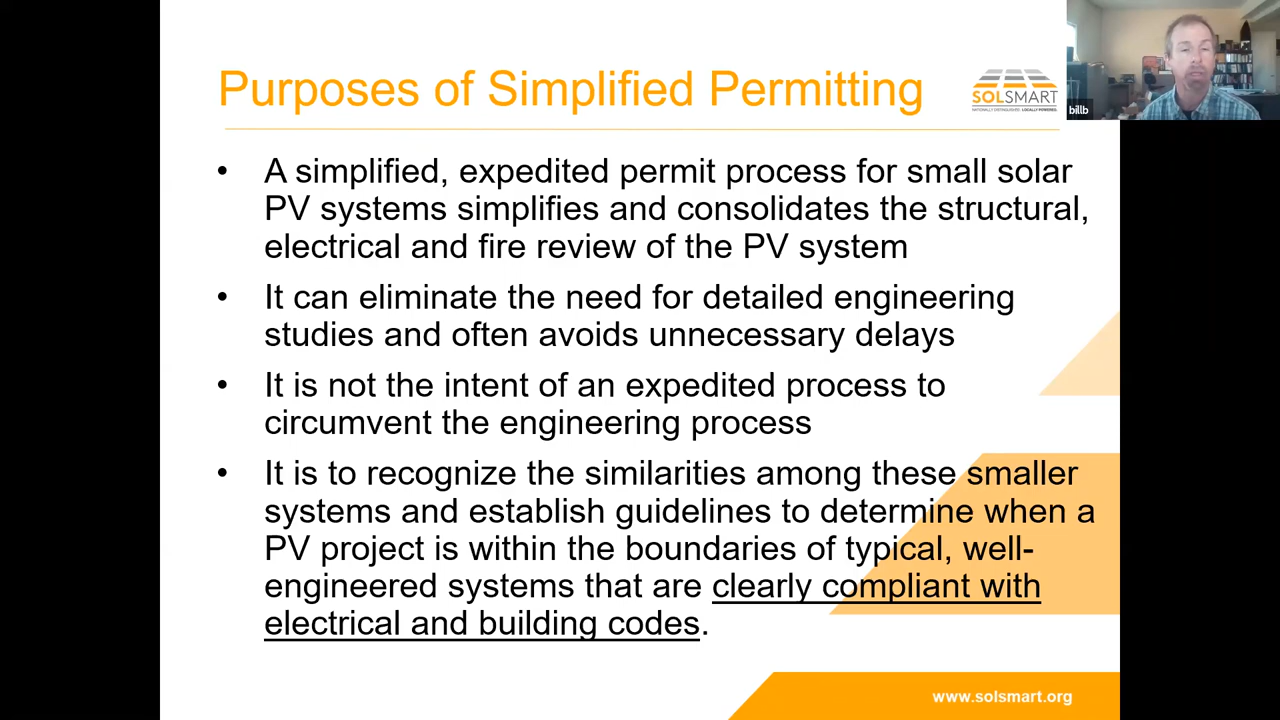 Purposes of Simplified Permitting
SOLSMART
NATIONALLY DISTINGUISHED. LOCALLY POWERED.
billb
• A simplified, expedited permit process for small solar
PV systems simplifies and consolidates the structural,
electrical and fire review of the PV system
• It can eliminate the need for detailed engineering
studies and often avoids unnecessary delays
• It is not the intent of an expedited process to
circumvent the engineering process
• It is to recognize the similarities among these smaller
systems and establish guidelines to determine when a
PV project is within the boundaries of typical, well-
engineered systems that are clearly compliant with
electrical and building codes.
www.solsmart.org